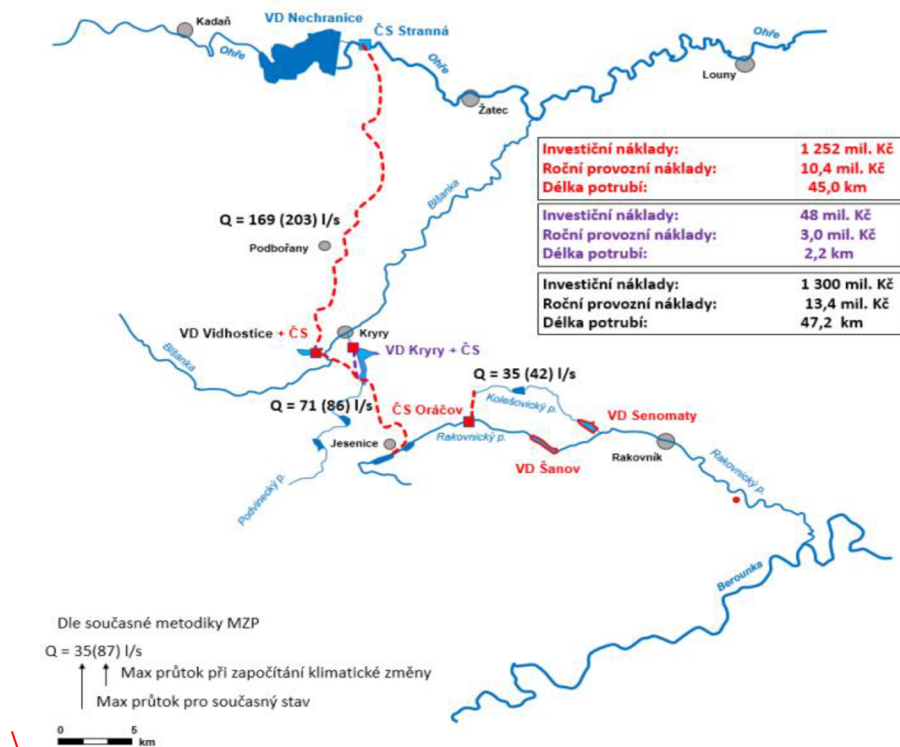 VD Nechranice
Kadaň
ČS Stranná
Ohře
Ohře
Ohře
Louny
Žatec
Blšanka
Investiční náklady: 1 252 mil. Kč
Roční provozní náklady: 10,4 mil. Kč
Délka potrubí: 45,0 km
Investiční náklady: 48 mil. Kč
Roční provozní náklady: 3,0 mil. Kč
Délka potrubí: 2,2 km
Investiční náklady: 1 300 mil. Kč
Roční provozní náklady: 13,4 mil. Kč
Délka potrubí: 47,2 km
Q = 169 (203) l/s
Podbořany
VD Vidhostice + ČS
Kryry
VD Kryry + ČS
Blšanka
Q = 35 (42) l/s
Kolešovický p.
Q = 71 (86) l/s
ČS Oráčov
VD Senomaty
Jesenice
Rakovnický p.
VD Šanov
Rakovník
Rakovnický p.
Podvinecký p.
Berounka
Dle současné metodiky MZP
Q = 35(87) l/s
Max průtok při započítání klimatické změny
Max průtok pro současný stav
0 5
km